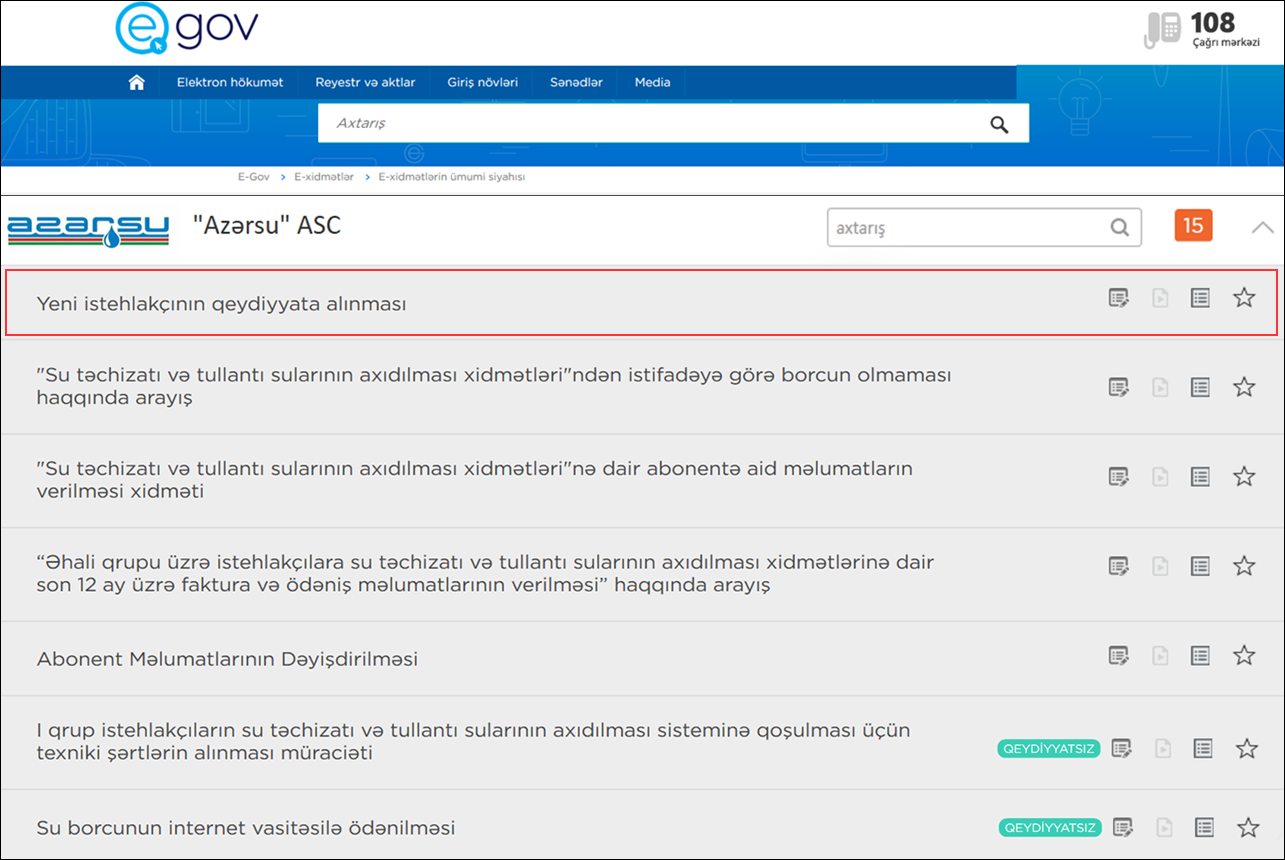 e gov
108
Çağrı mərkəzi
Elektron hökumət Reyestr və aktlar Giriş növləri Sənədlər Media
Axtarış
E-Gov > E-xidmətlər > E-xidmətlərin ümumi siyahısı
azərsu "Azərsu" ASC axtarış 15
Yeni istehlakçının qeydiyyata alınması
"Su təchizatı və tullantı sularının axıdılması xidmətləri"ndən istifadəyə görə borcun olmaması
haqqında arayış
"Su təchizatı və tullantı sularının axıdılması xidmətləri"nə dair abonentə aid məlumatların
verilməsi xidməti
“Əhali qrupu üzrə istehlakçılara su təchizatı və tullantı sularının axıdılması xidmətlərinə dair
son 12 ay üzrə faktura və ödəniş məlumatlarının verilməsi” haqqında arayış
Abonent Məlumatlarının Dəyişdirilməsi
I qrup istehlakçıların su təchizatı və tullantı sularının axıdılması sisteminə qoşulması üçün
texniki şərtlərin alınması müraciəti
QEYDİYYATSIZ
Su borcunun internet vasitəsilə ödənilməsi
QEYDİYYATSIZ